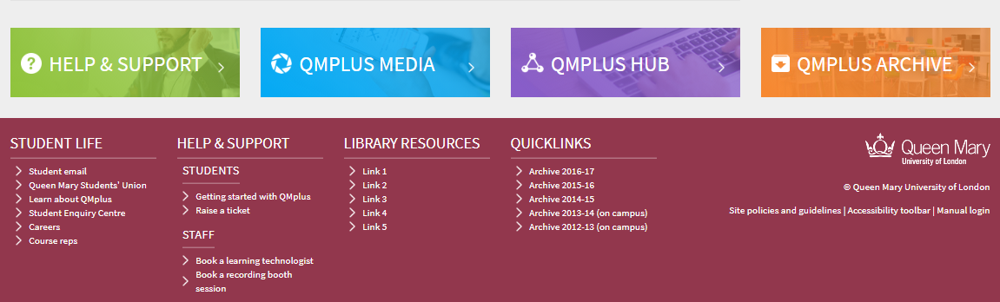 HELP & SUPPORT
QMPLUS MEDIA
QMPLUS HUB
QMPLUS ARCHIVE
STUDENT LIFE
Student email
Queen Mary Students' Union
Learn about QMplus
Student Enquiry Centre
Careers
Course reps
HELP & SUPPORT
STUDENTS
Getting started with QMplus
Raise a ticket
STAFF
Book a learning technologist
Book a recording booth
session
LIBRARY RESOURCES
Link 1
Link 2
Link 3
Link 4
Link 5
QUICKLINKS
Archive 2016-17
Archive 2015-16
Archive 2014-15
Archive 2013-14 (on campus)
Archive 2012-13 (on campus)
Queen Mary
University of London
© Queen Mary University of London
Site policies and guidelines | Accessibility toolbar | Manual login